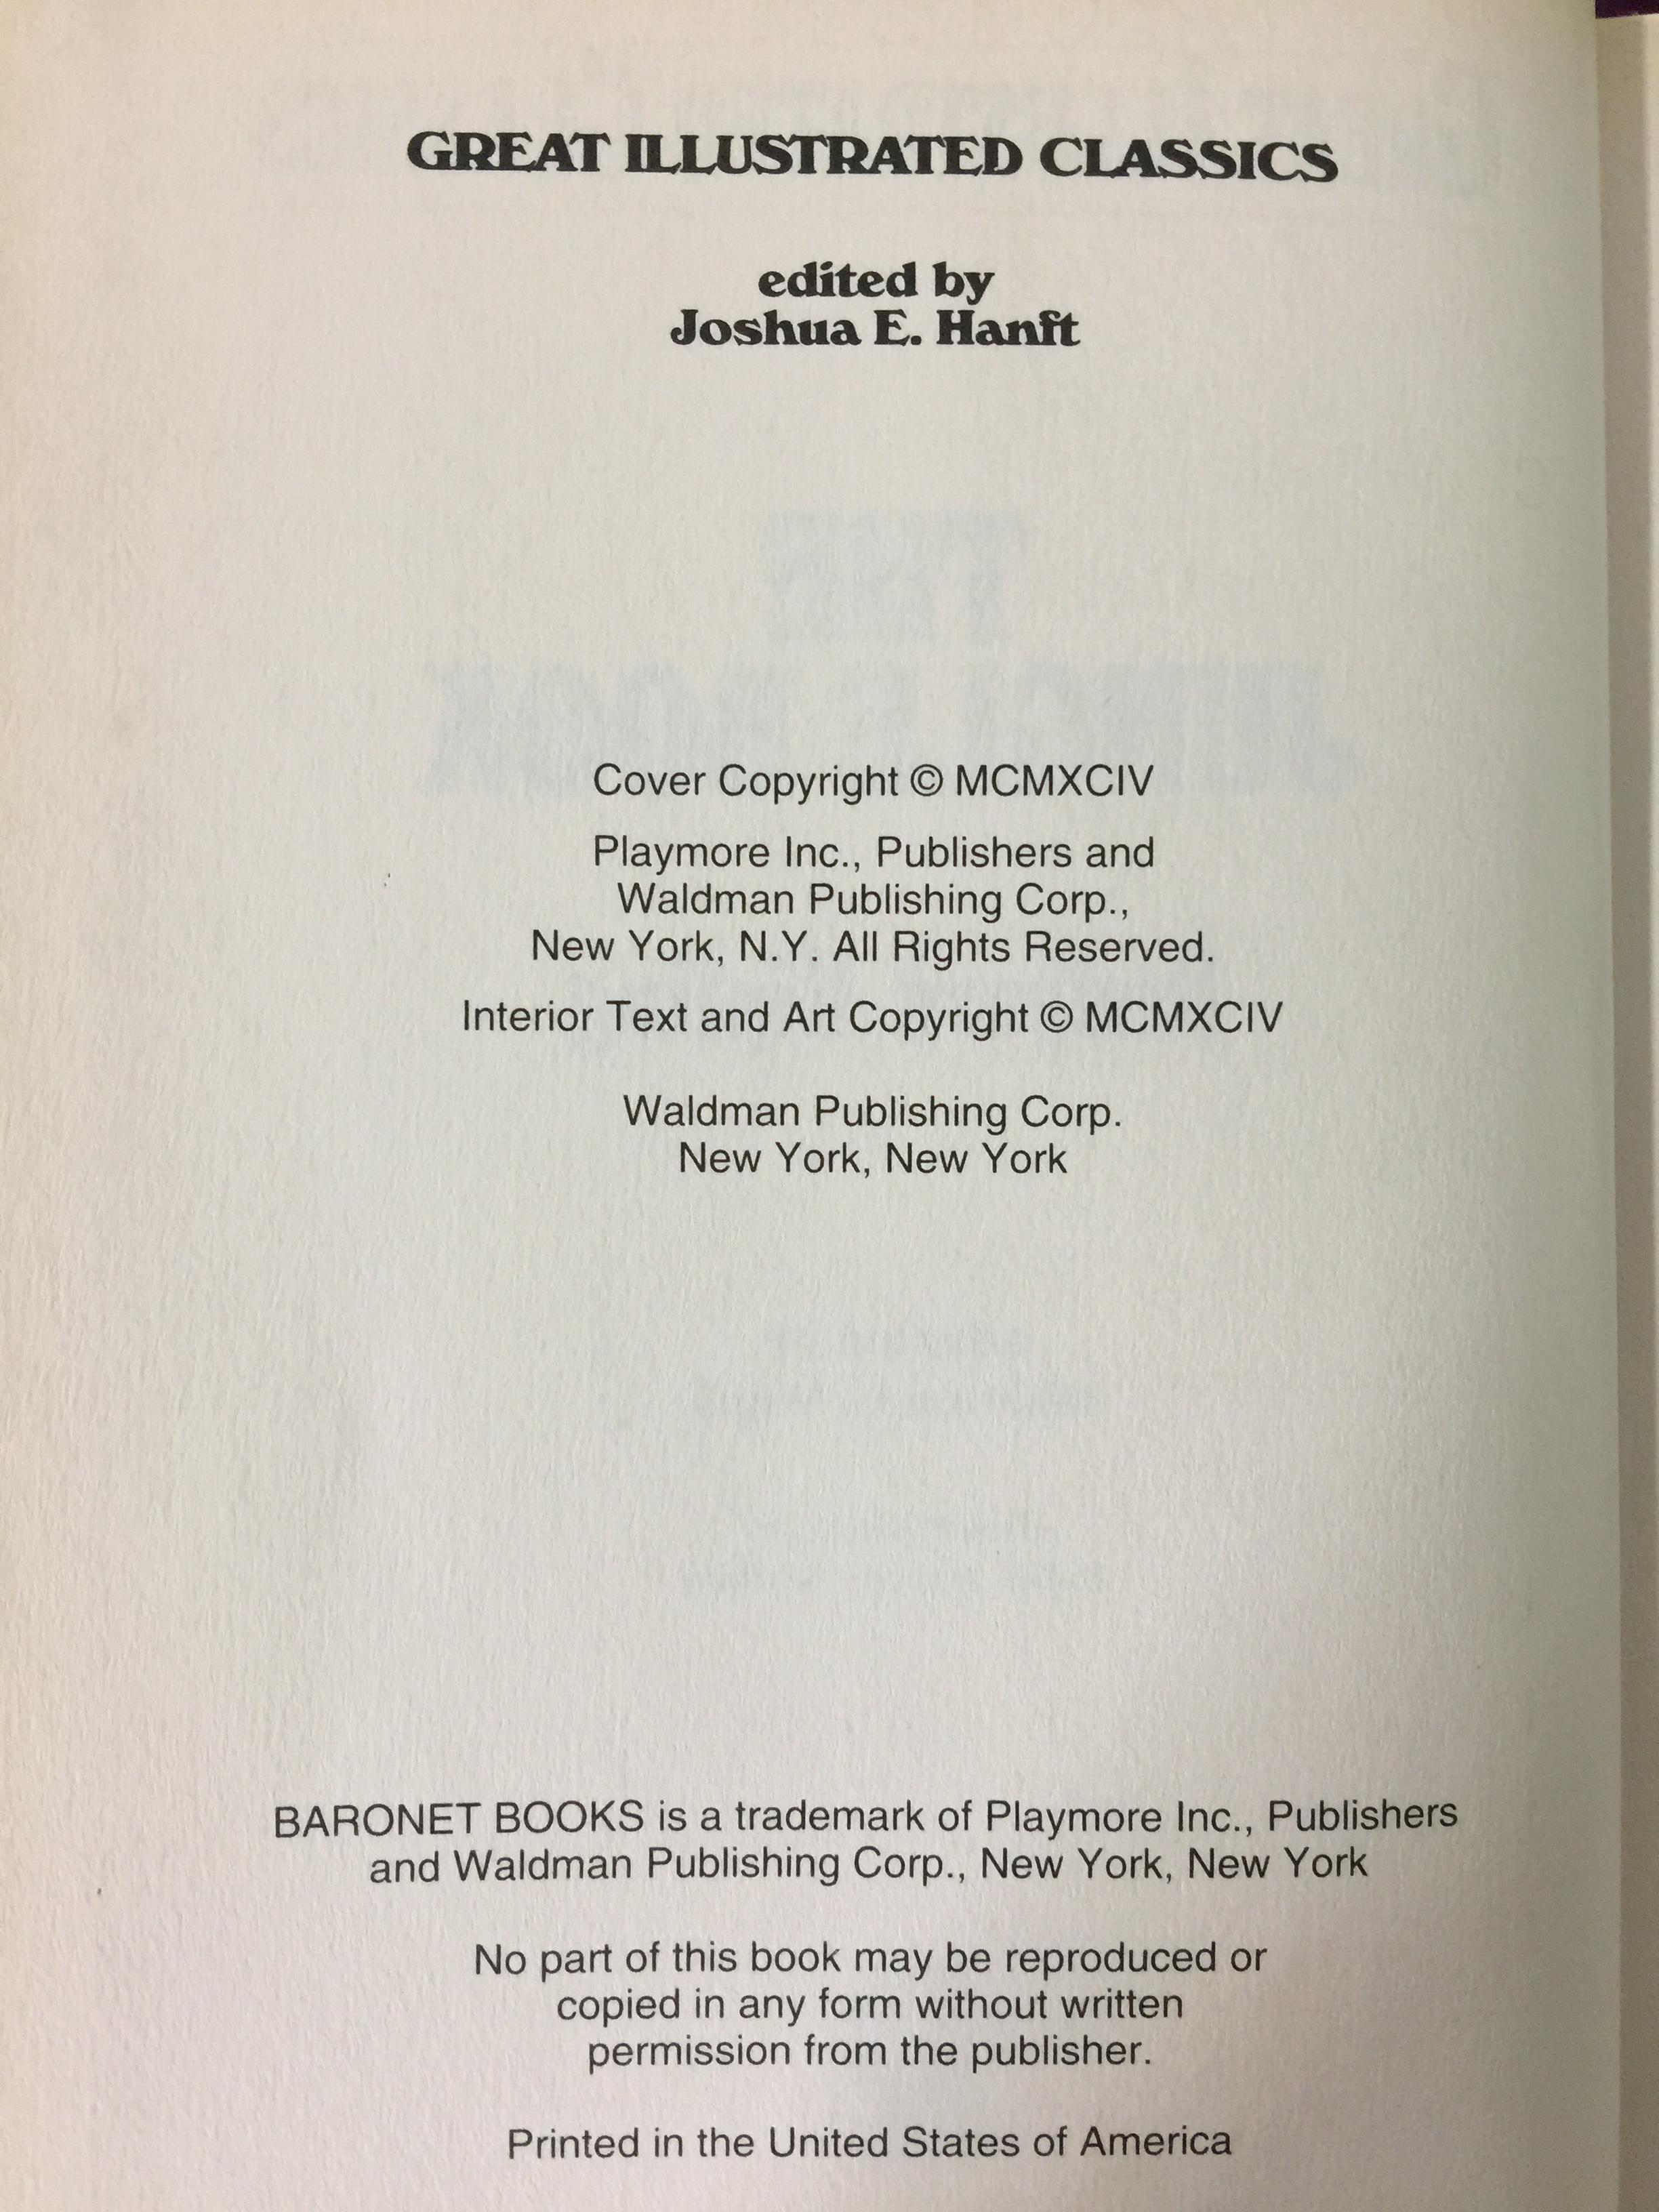 GREAT ILLUSTRATED CLASSICS
edited by
Joshua E. Hanft
Cover Copyright © MCMXCIV
Playmore Inc., Publishers and
Waldman Publishing Corp.,
New York, N.Y. All Rights Reserved.
Interior Text and Art Copyright © MCMXCIV
Waldman Publishing Corp.
New York, New York
BARONET BOOKS is a trademark of Playmore Inc., Publishers
and Waldman Publishing Corp., New York, New York
No part of this book may be reproduced or
copied in any form without written
permission from the publisher.
Printed in the United States of America